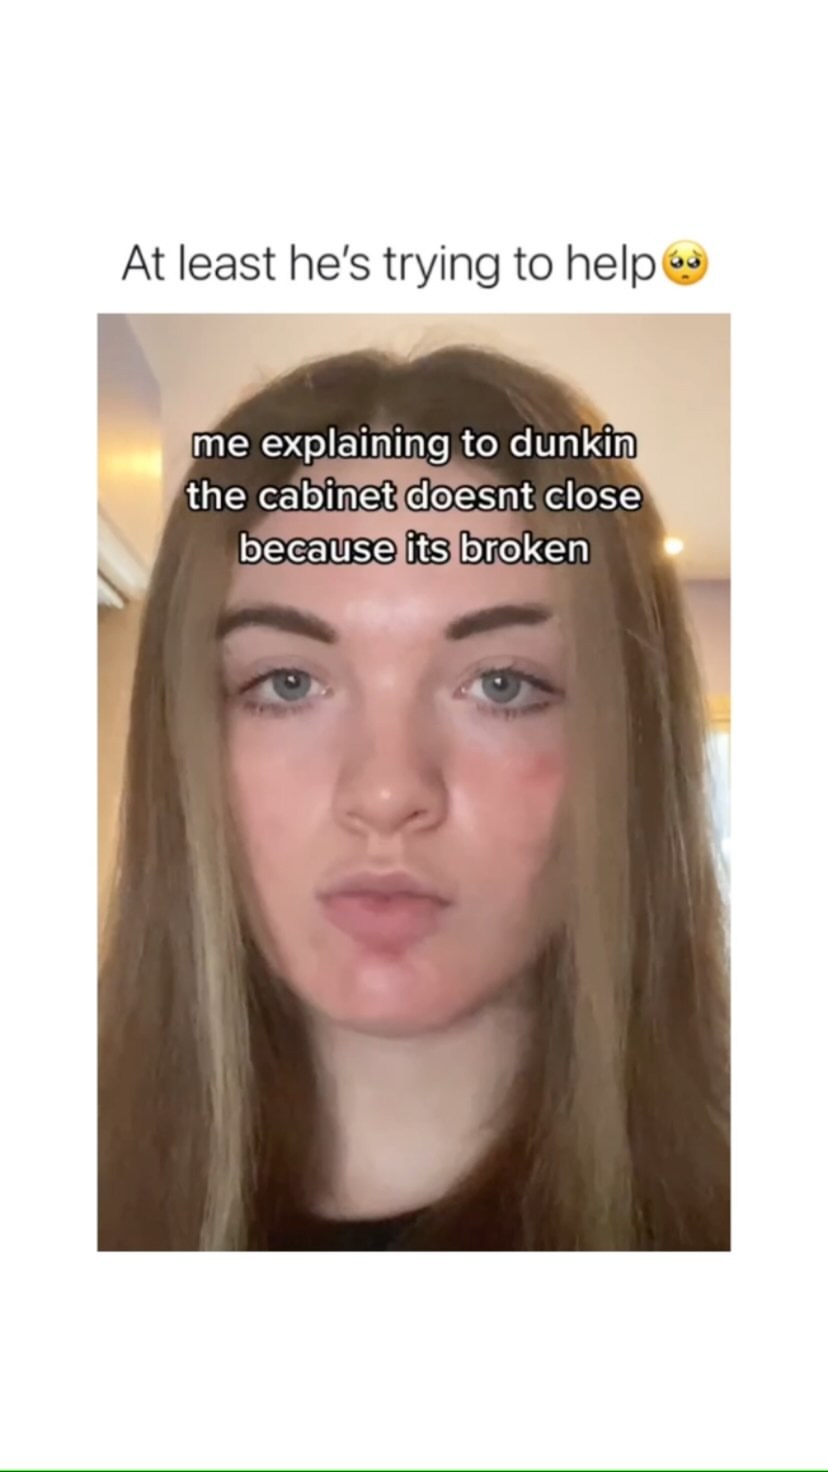 At least he's trying to help🥺
me explaining to dunkin
the cabinet doesnt close
because its broken